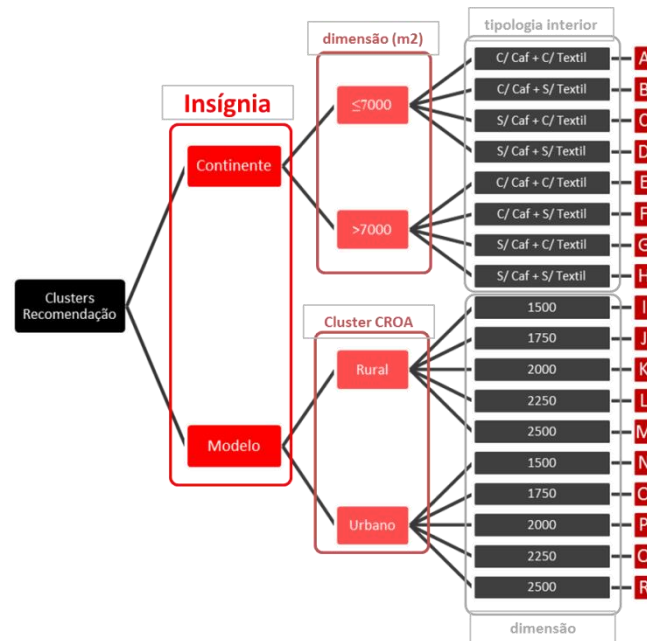 tipologia interior
dimensão (m2)
Insígnia
Clusters
Recomendação
Continente
≤7000
C/ Caf + C/ Textil A
C/ Caf + S/ Textil B
S/ Caf + C/ Textil C
S/ Caf + S/ Textil D
>7000
C/ Caf + C/ Textil E
C/ Caf + S/ Textil F
S/ Caf + C/ Textil G
S/ Caf + S/ Textil H
Cluster CROA
Modelo
Rural
1500 I
1750 J
2000 K
2250 L
2500 M
Urbano
1500 N
1750 O
2000 P
2250 Q
2500 R
dimensão